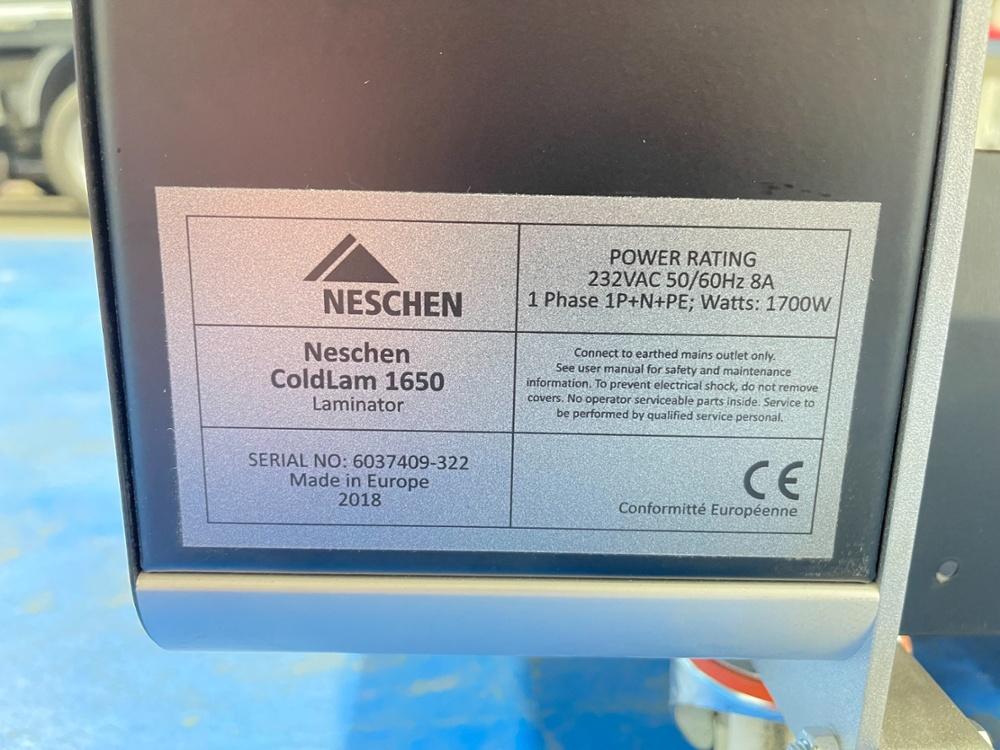 NESCHEN
POWER RATING
232VAC 50/60Hz 8A
1 Phase 1P+N+PE; Watts: 1700W
Neschen
ColdLam 1650
Laminator
Connect to earthed mains outlet only.
See user manual for safety and maintenance
information. To prevent electrical shock, do not remove
covers. No operator serviceable parts inside. Service to
be performed by qualified service personal.
SERIAL NO: 6037409-322
Made in Europe
2018
CE
Conformitté Européenne